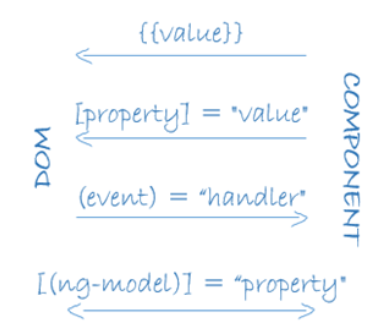 {{value}}
[property] = "value"
DOM
COMPONENT
(event) = "handler"
[(ng-model)] = "property"